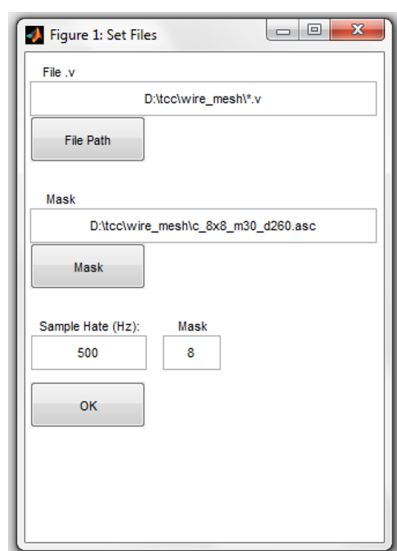 Figure 1: Set Files
File .v
D:\tcc\wire_mesh\*.v
File Path
Mask
D:\tcc\wire_mesh\c_8x8_m30_d260.asc
Mask
Sample Hate (Hz): Mask
500 8
OK